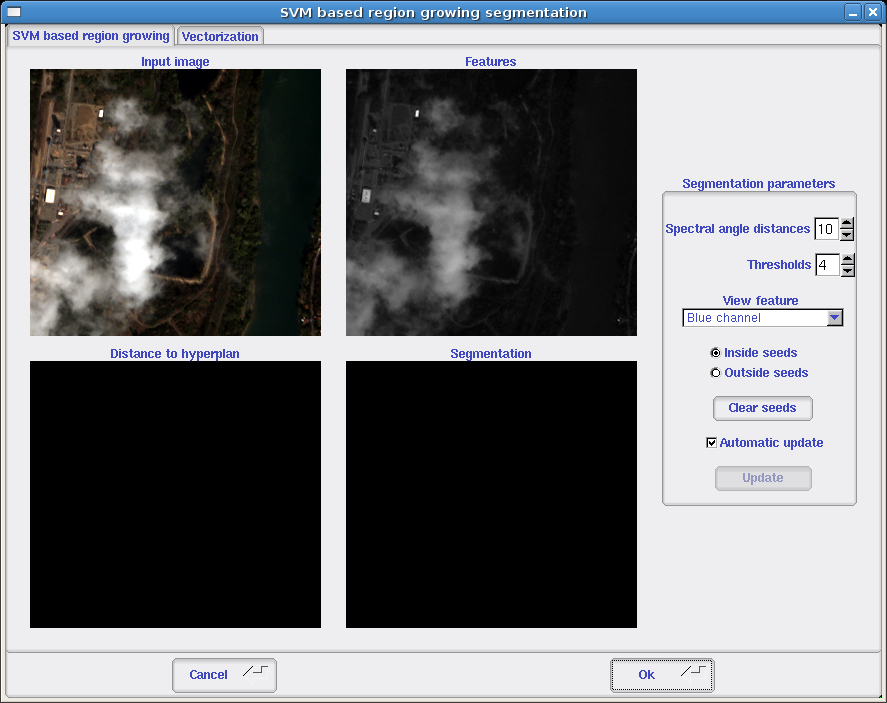 SVM based region growing segmentation
SVM based region growing
Vectorization
Input image
Features
Distance to hyperplan
Segmentation
Segmentation parameters
Spectral angle distances 10
Thresholds 4
View feature
Blue channel
Inside seeds
Outside seeds
Clear seeds
Automatic update
Update
Cancel
Ok